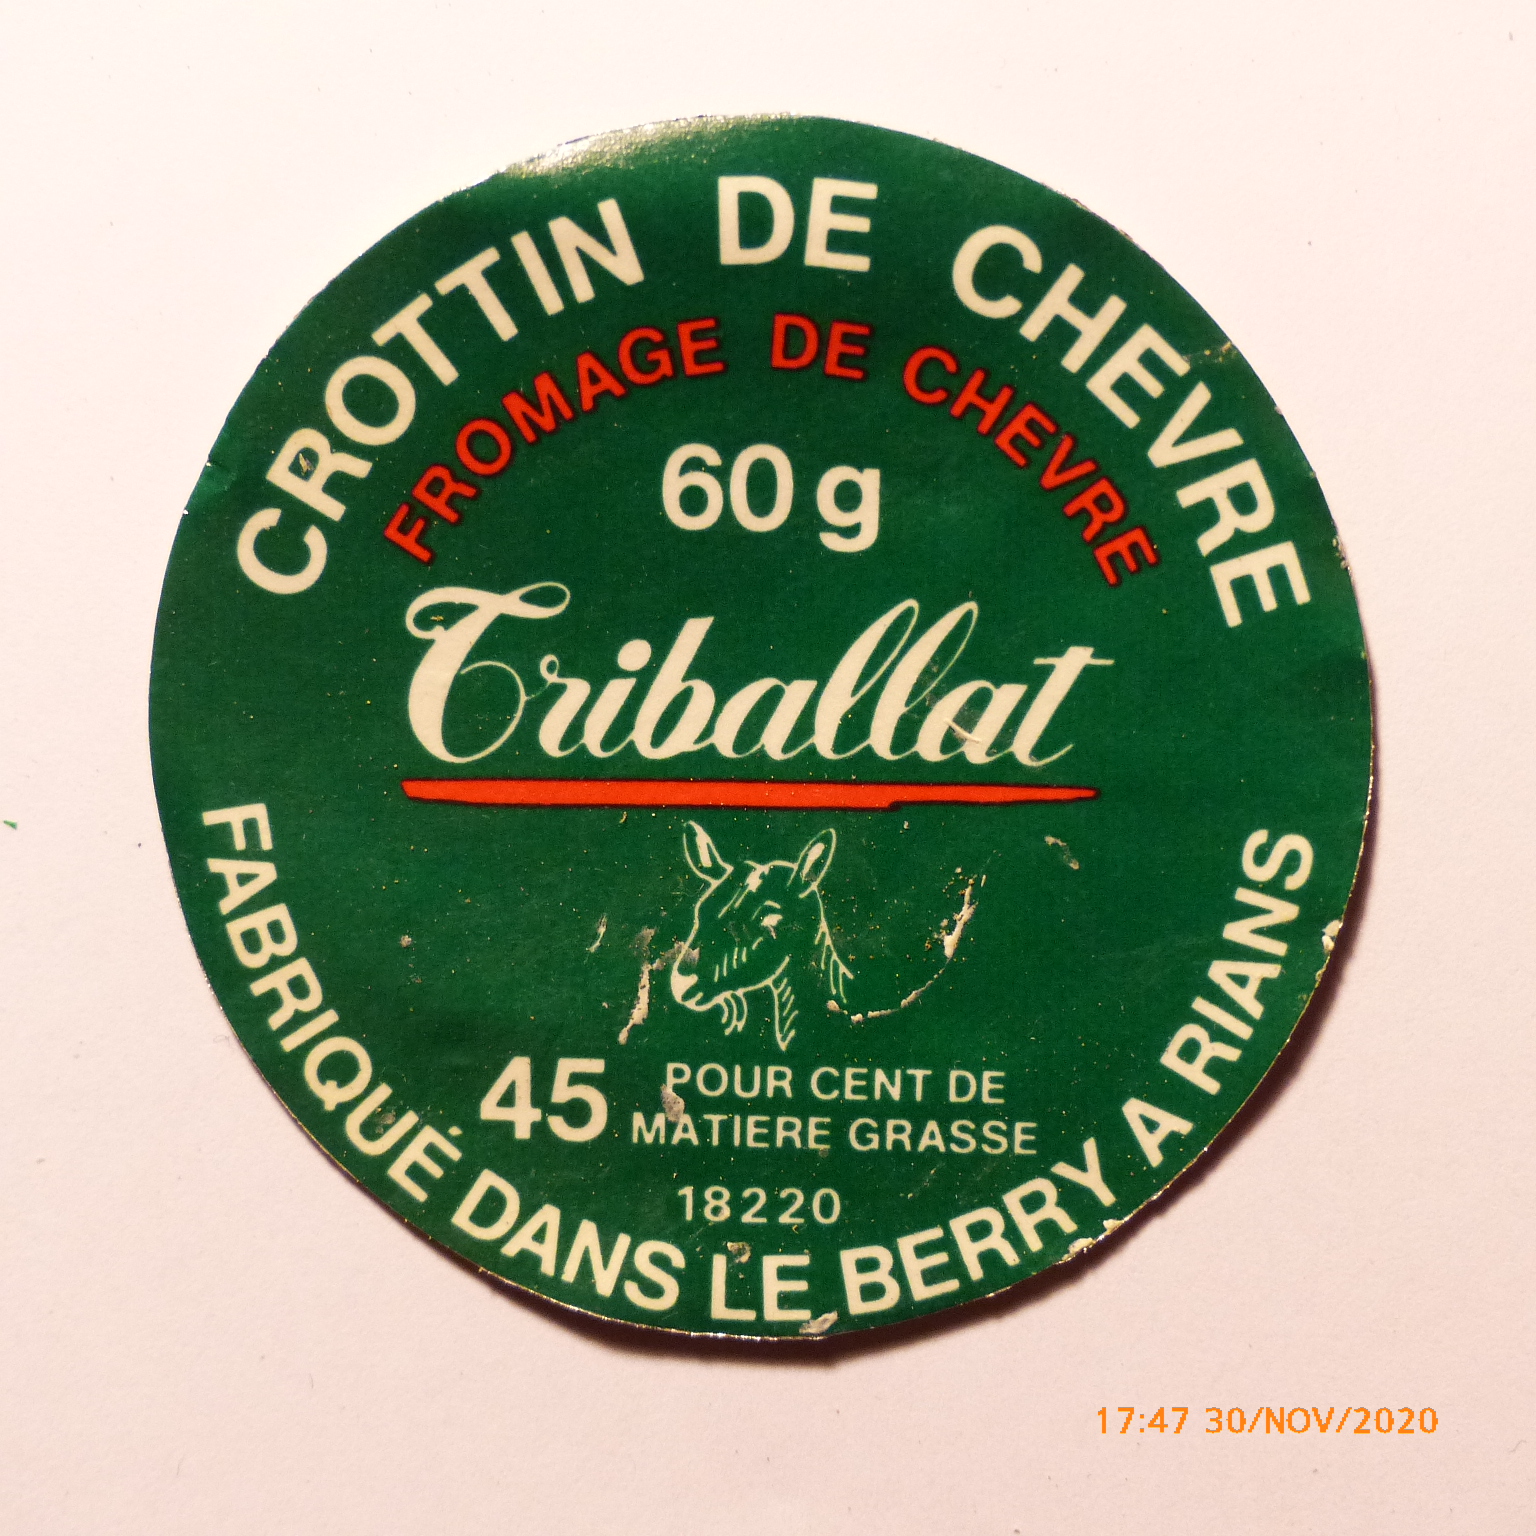 CROTTIN DE CHEVRE
FROMAGE DE CHEVRE
60 g
Triballat
45 POUR CENT DE
MATIERE GRASSE
18220
FABRIQUÉ DANS LE BERRY A RIANS
17:47 30/NOV/2020